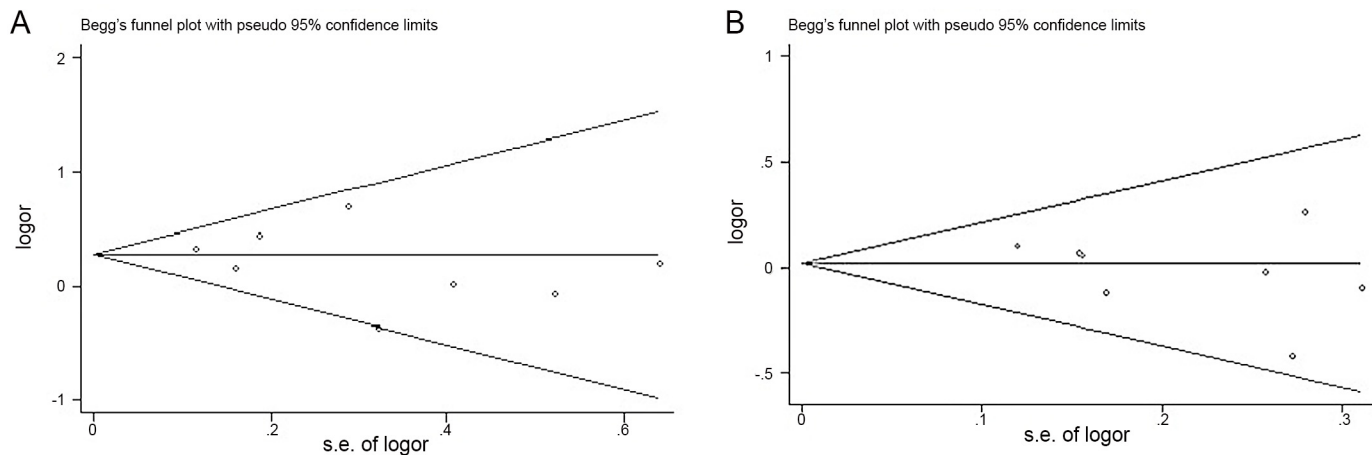 A
Begg's funnel plot with pseudo 95% confidence limits
2
1
0
-1
logor
0
.2
.4
.6
s.e. of logor
B
Begg's funnel plot with pseudo 95% confidence limits
1
.5
0
-.5
logor
0
.1
.2
.3
s.e. of logor